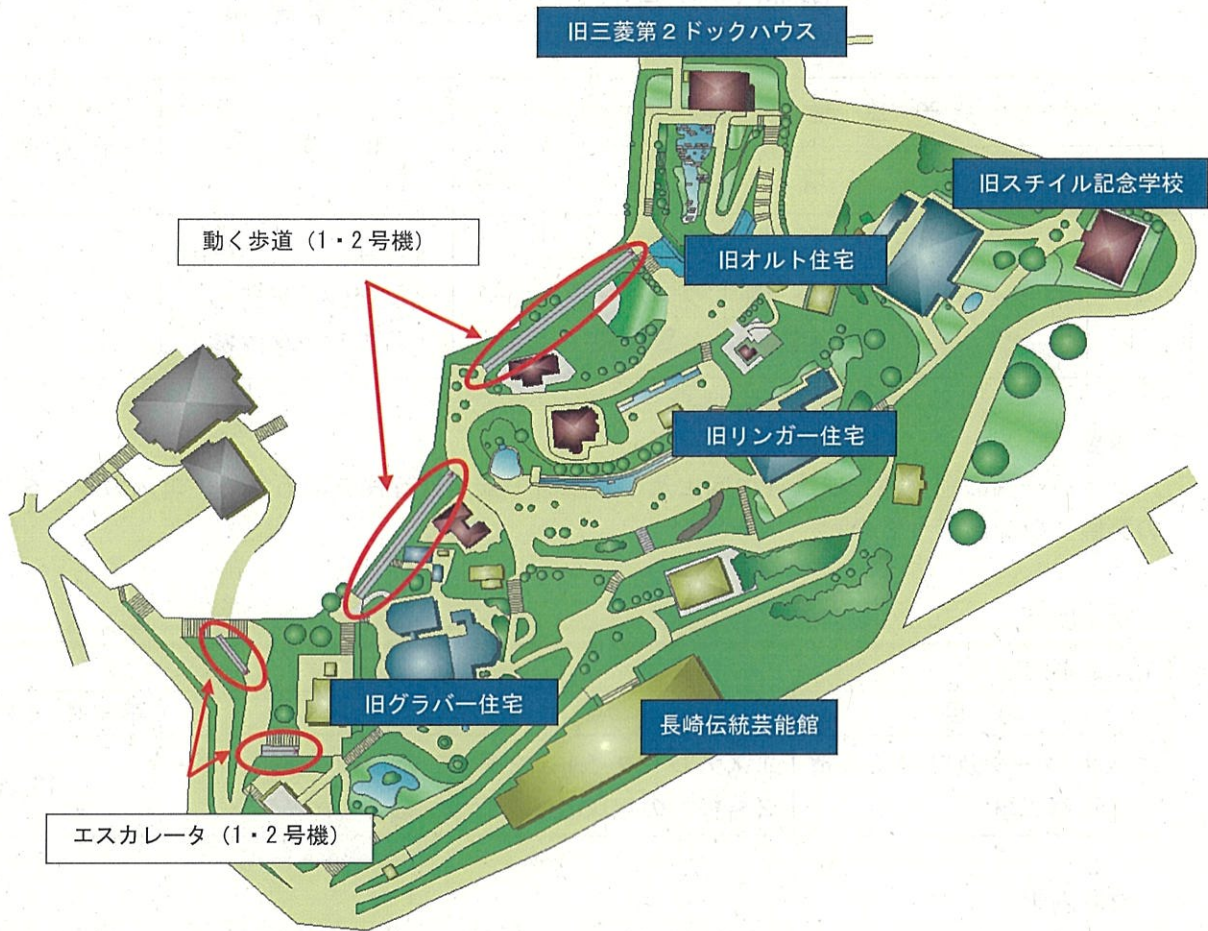 旧三菱第２ドックハウス
旧スチイル記念学校
動く歩道（1・2号機）
旧オルト住宅
旧リンガー住宅
旧グラバー住宅
長崎伝統芸能館
エスカレータ（1・2号機）